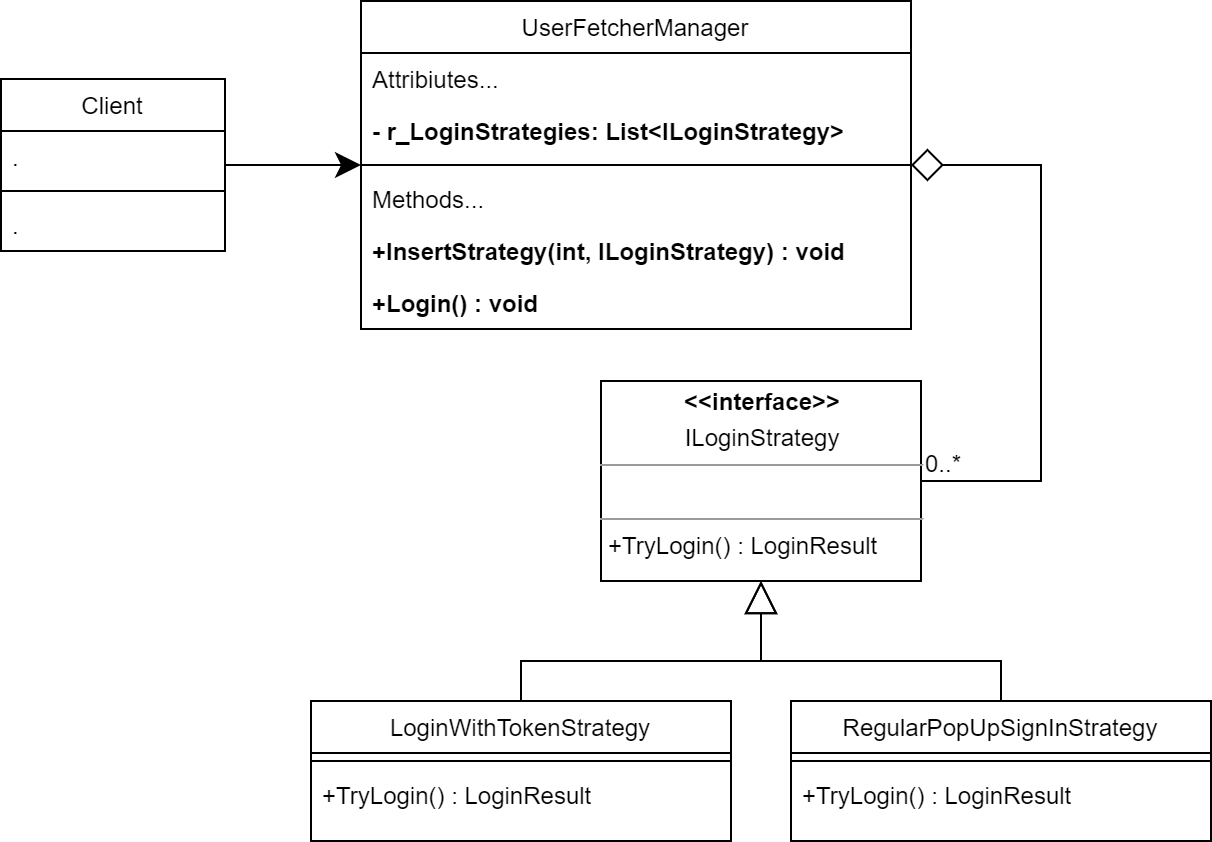 UserFetcherManager
Attribiutes...
- r_LoginStrategies: List<ILoginStrategy>
Client
.
.
Methods...
+InsertStrategy(int, ILoginStrategy) : void
+Login() : void
<<interface>>
ILoginStrategy
0..*
+TryLogin() : LoginResult
LoginWithTokenStrategy
+TryLogin() : LoginResult
RegularPopUpSignInStrategy
+TryLogin() : LoginResult